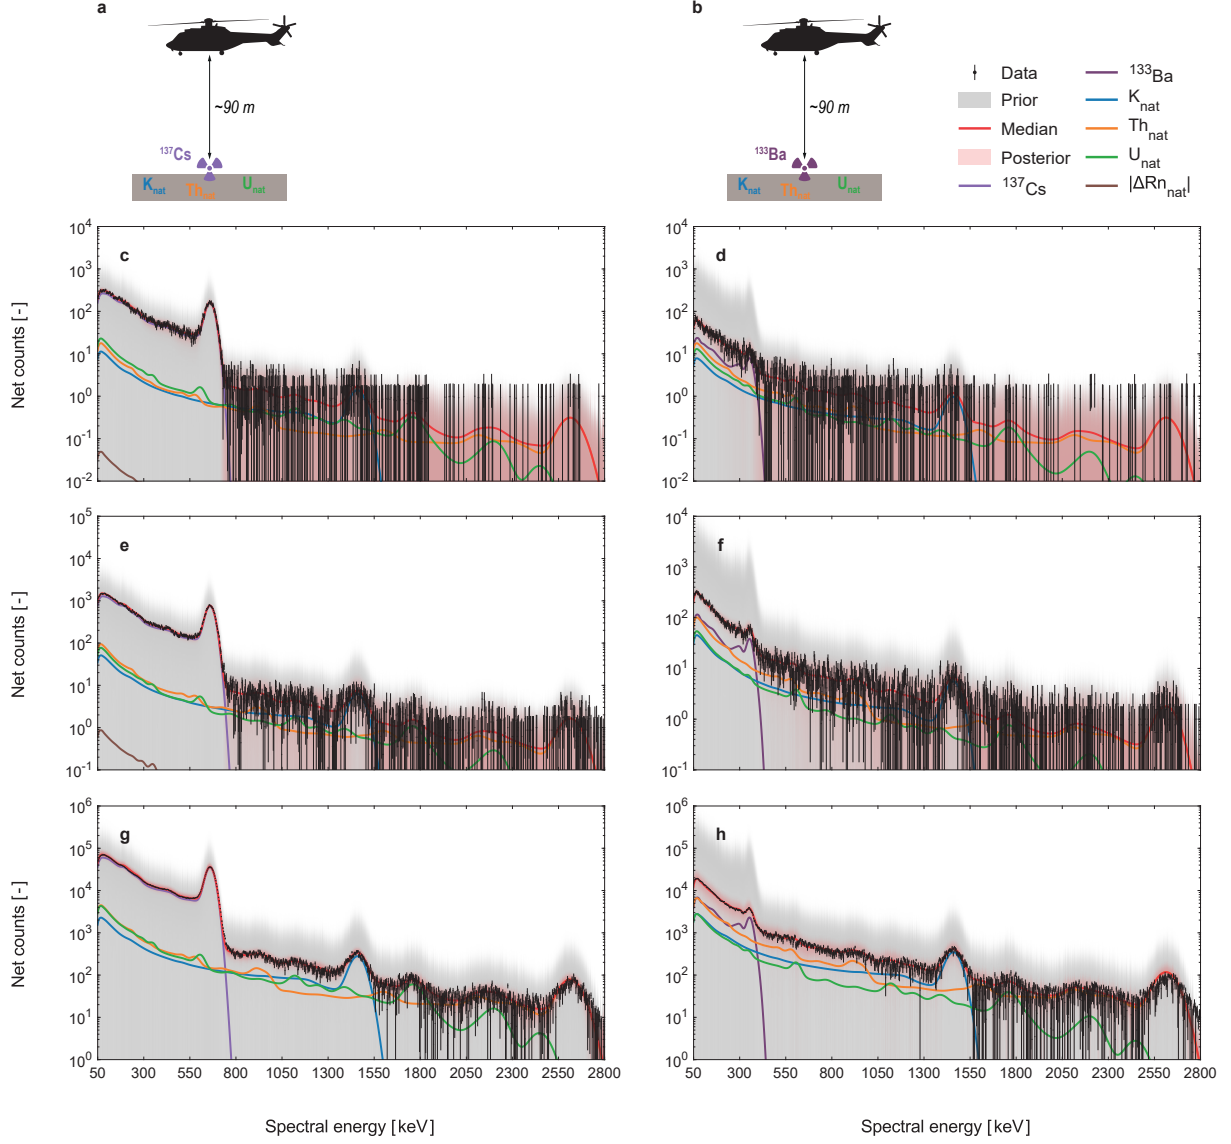 a
b
~90 m
~90 m
137Cs
133Ba
Knat
Thnat
Unat
Knat
Thnat
Unat
Data
Prior
Median
Posterior
137Cs
133Ba
Knat
Thnat
Unat
|ΔRnnat|
c
10^4
10^3
10^2
10^1
10^0
10^-1
10^-2
Net counts [-]
d
10^4
10^3
10^2
10^1
10^0
10^-1
10^-2
Net counts [-]
e
10^5
10^4
10^3
10^2
10^1
10^0
10^-1
Net counts [-]
f
10^4
10^3
10^2
10^1
10^0
10^-1
Net counts [-]
g
10^6
10^5
10^4
10^3
10^2
10^1
10^0
Net counts [-]
50 300 550 800 1050 1300 1550 1800 2050 2300 2550 2800
Spectral energy [keV]
h
10^6
10^5
10^4
10^3
10^2
10^1
10^0
Net counts [-]
50 300 550 800 1050 1300 1550 1800 2050 2300 2550 2800
Spectral energy [keV]